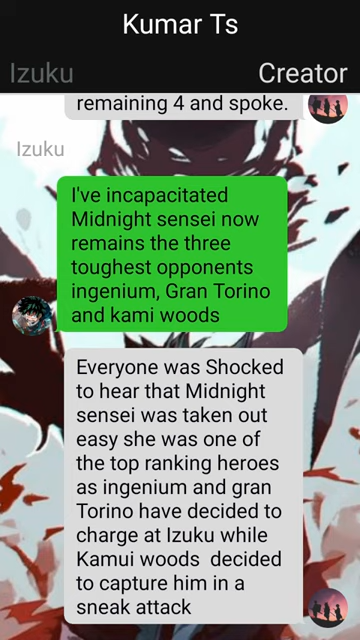 Kumar Ts
Izuku
Creator
remaining 4 and spoke.
Izuku
I've incapacitated
Midnight sensei now
remains the three
toughest opponents
ingenium, Gran Torino
and kami woods
Everyone was Shocked
to hear that Midnight
sensei was taken out
easy she was one of
the top ranking heroes
as ingenium and gran
Torino have decided to
charge at Izuku while
Kamui woods  decided
to capture him in a
sneak attack